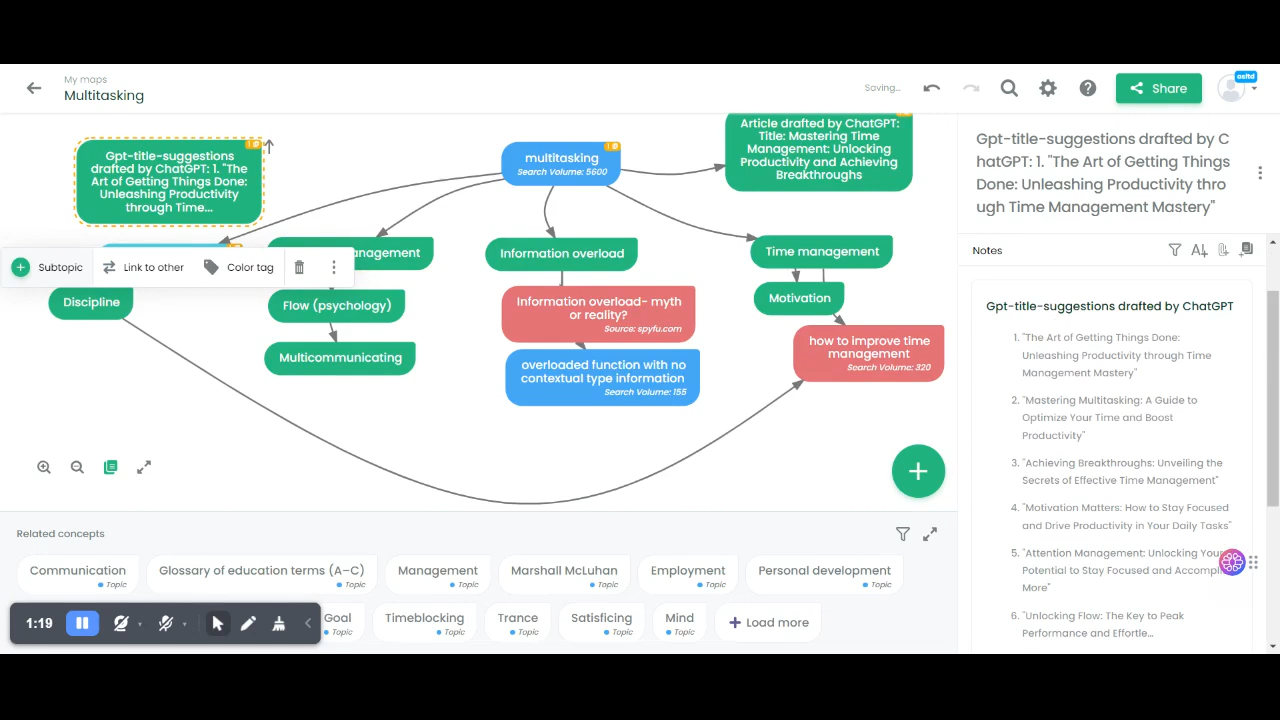 My maps
Multitasking
Saving...
Share
asltd
Gpt-title-suggestions
drafted by ChatGPT: 1. "The
Art of Getting Things Done:
Unleashing Productivity
through Time...
1
multitasking
Search Volume: 5600
1
Article drafted by ChatGPT:
Title: Mastering Time
Management: Unlocking
Productivity and Achieving
Breakthroughs
Subtopic
Link to other
Color tag
anagement
Information overload
Time management
Discipline
Flow (psychology)
Information overload- myth
or reality?
Source: spyfu.com
Motivation
Multicommunicating
overloaded function with no
contextual type information
Search Volume: 155
how to improve time
management
Search Volume: 320
Related concepts
Communication
Topic
Glossary of education terms (A–C)
Topic
Management
Topic
Marshall McLuhan
Topic
Employment
Topic
Personal development
Topic
1:19
Goal
Topic
Timeblocking
Topic
Trance
Topic
Satisficing
Topic
Mind
Topic
Load more
Gpt-title-suggestions drafted by C
hatGPT: 1. "The Art of Getting Things
Done: Unleashing Productivity thro
ugh Time Management Mastery"
Notes
Gpt-title-suggestions drafted by ChatGPT
1. "The Art of Getting Things Done:
Unleashing Productivity through Time
Management Mastery"
2. "Mastering Multitasking: A Guide to
Optimize Your Time and Boost
Productivity"
3. "Achieving Breakthroughs: Unveiling the
Secrets of Effective Time Management"
4. "Motivation Matters: How to Stay Focused
and Drive Productivity in Your Daily Tasks"
5. "Attention Management: Unlocking Your
Potential to Stay Focused and Accompl
More"
6. "Unlocking Flow: The Key to Peak
Performance and Effortle...